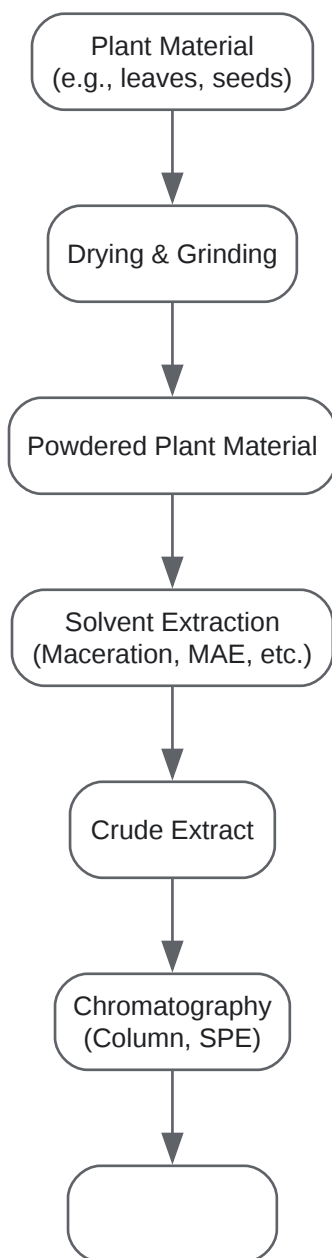 Plant Material
(e.g., leaves, seeds)
Drying & Grinding
Powdered Plant Material
Solvent Extraction
(Maceration, MAE, etc.)
Crude Extract
Chromatography
(Column, SPE)